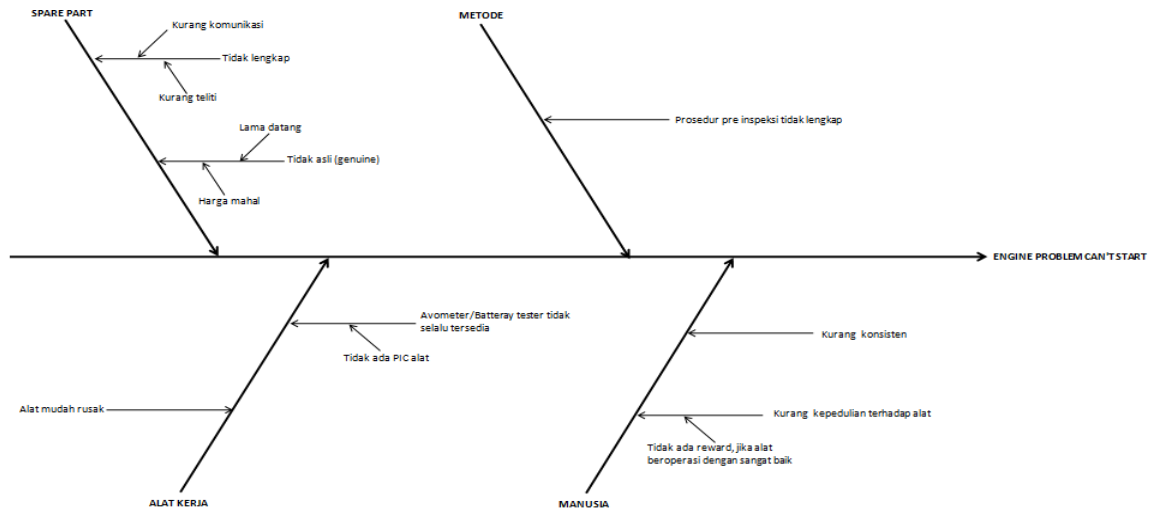 SPARE PART
METODE
Kurang komunikasi
Tidak lengkap
Kurang teliti
Lama datang
Tidak asli (genuine)
Harga mahal
Prosedur pre inspeksi tidak lengkap
ENGINE PROBLEM CAN'T START
Avometer/Batteray tester tidak
selalu tersedia
Tidak ada PIC alat
Alat mudah rusak
Kurang konsisten
Kurang kepedulian terhadap alat
Tidak ada reward, jika alat
beroperasi dengan sangat baik
ALAT KERJA
MANUSIA